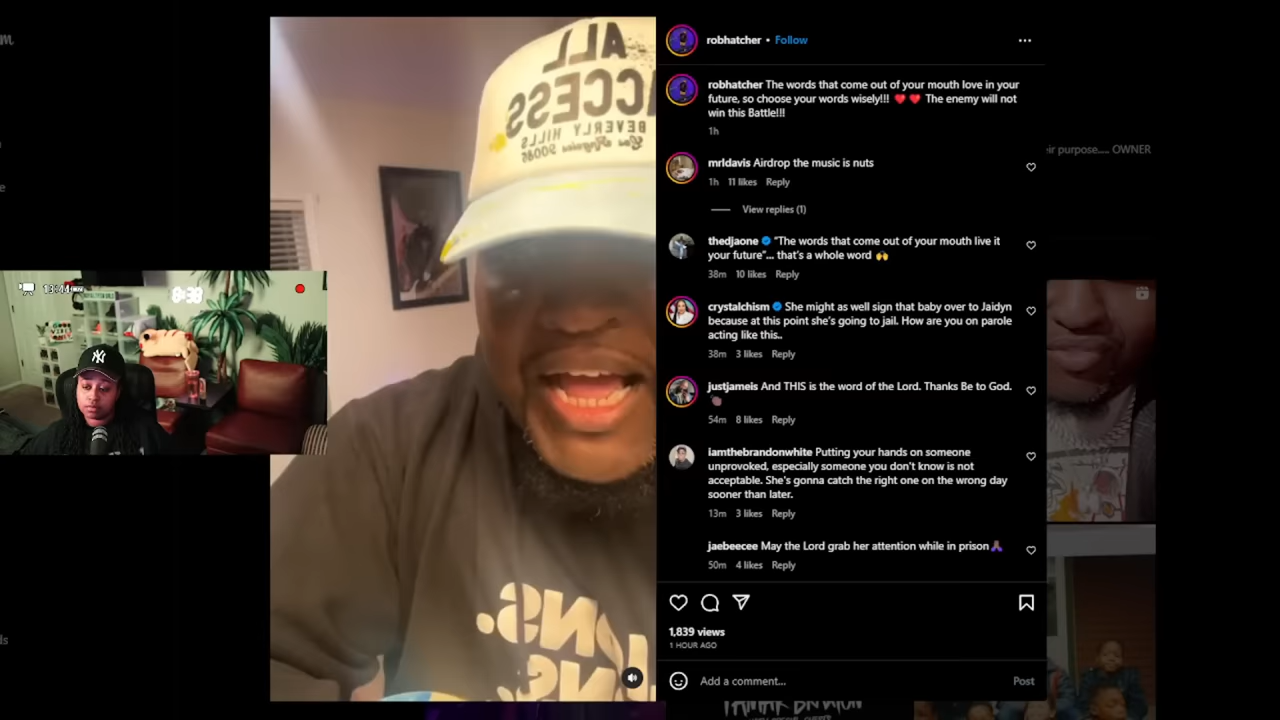 robhatcher • Follow
robhatcher The words that come out of your mouth love in your
future, so choose your words wisely!!! ❤️ ❤️ The enemy will not
win this Battle!!!
1h
mrldavis Airdrop the music is nuts
1h 11 likes Reply
View replies (1)
thedjaone "The words that come out of your mouth live it
your future"... that's a whole word 🙌
38m 10 likes Reply
crystalchism She might as well sign that baby over to Jaidyn
because at this point she's going to jail. How are you on parole
acting like this..
38m 3 likes Reply
justjameis And THIS is the word of the Lord. Thanks Be to God.
54m 8 likes Reply
iamthebrandonwhite Putting your hands on someone
unprovoked, especially someone you don't know is not
acceptable. She's gonna catch the right one on the wrong day
sooner than later.
13m 3 likes Reply
jaebeecee May the Lord grab her attention while in prison🙏🏾
50m 4 likes Reply
1,839 views
1 HOUR AGO
Add a comment... Post
ALL
ACCESS
BEVERLY HILLS
eir purpose..... OWNER
8:38